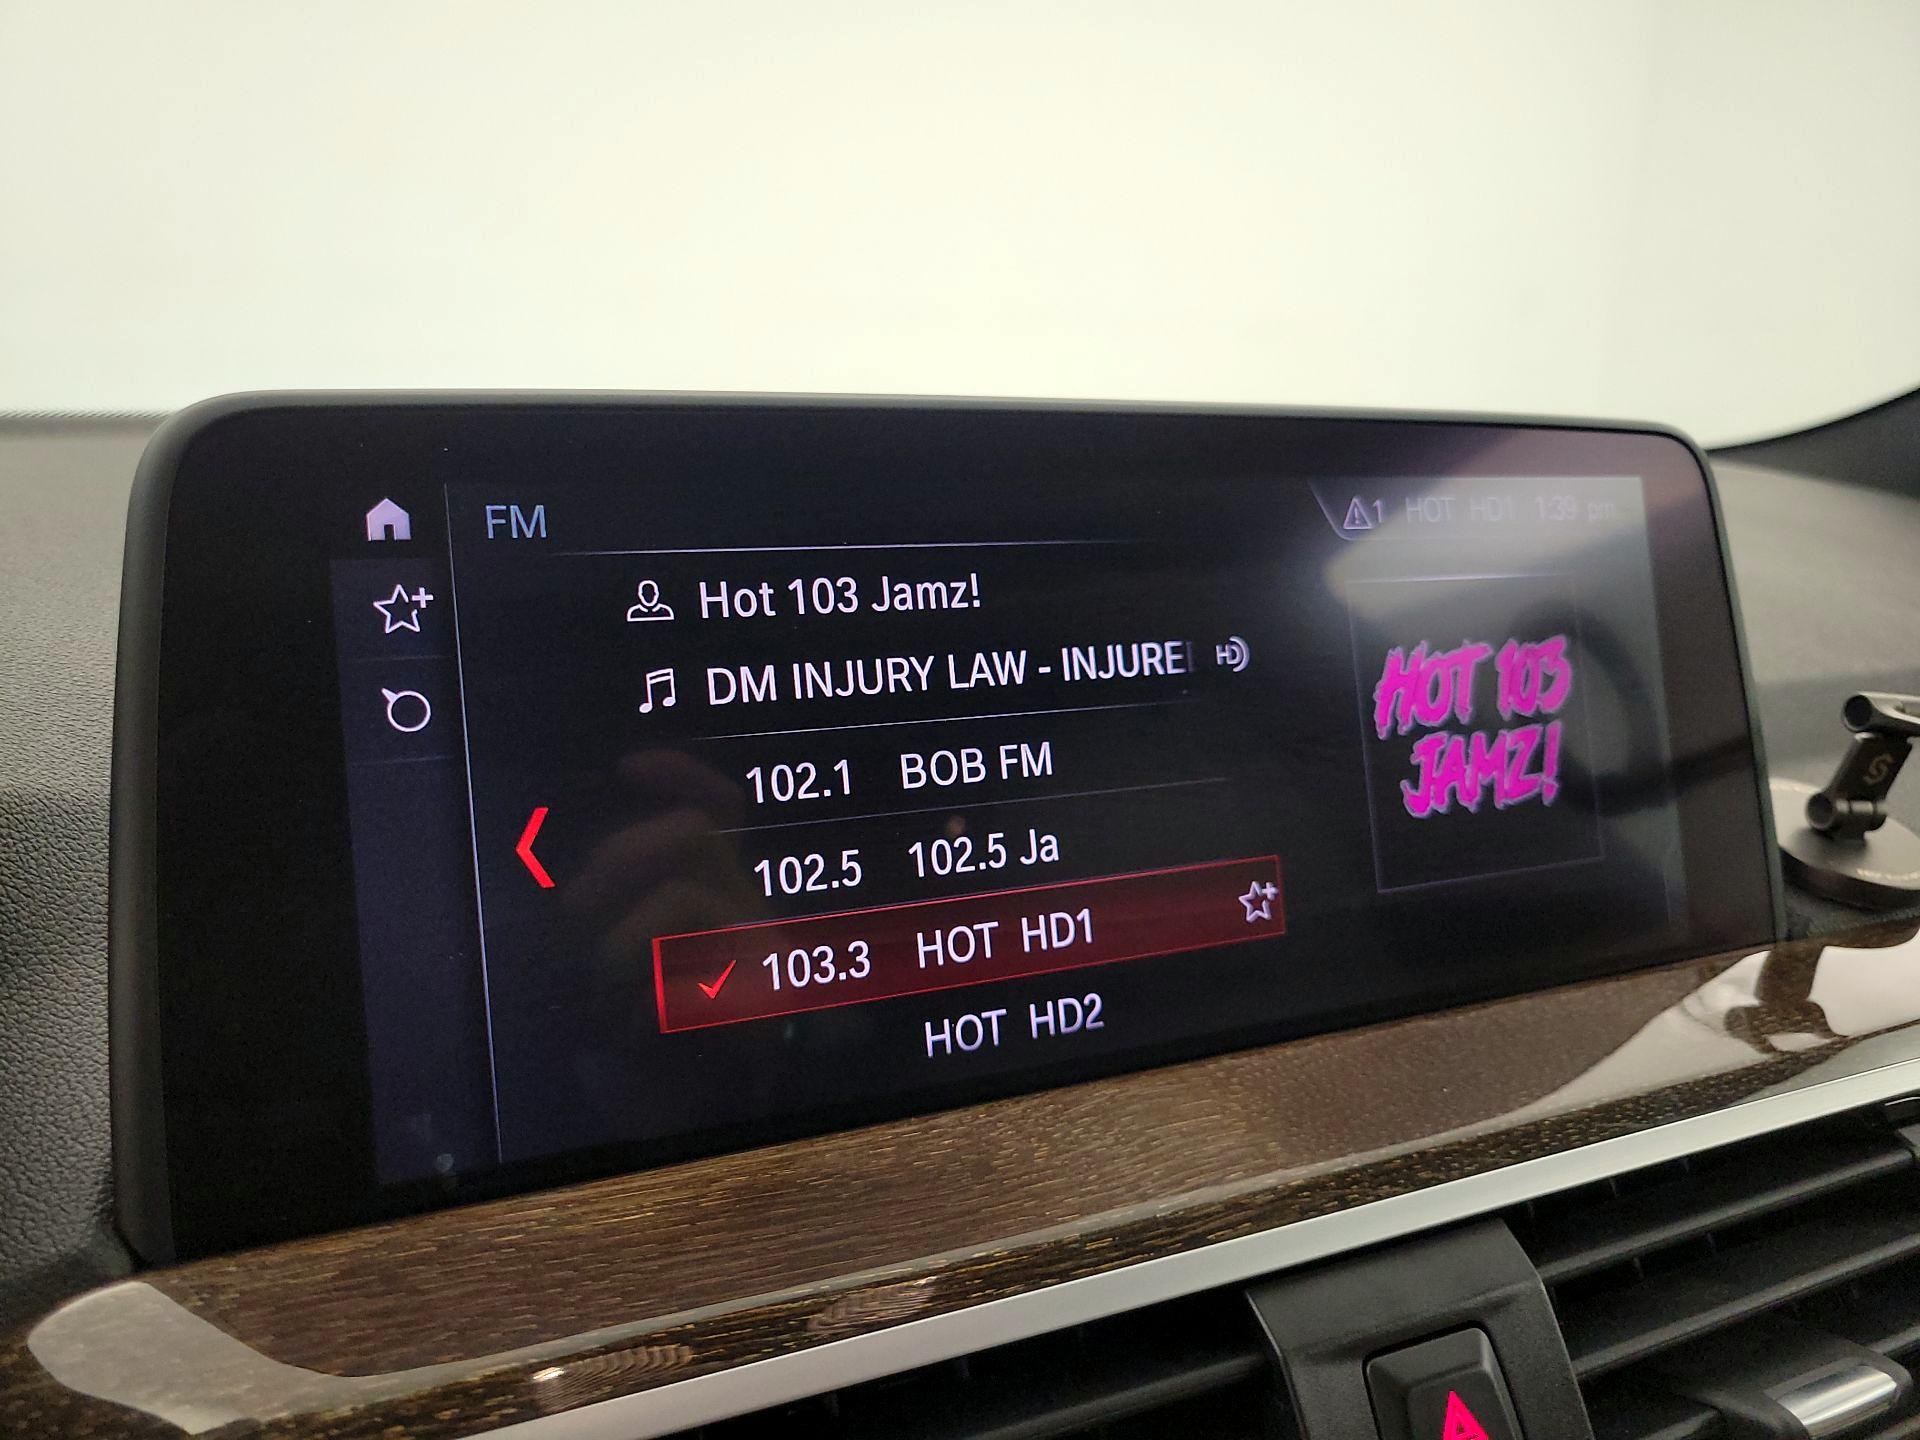 FM
1 HOT HD1 1:39 pm
Hot 103 Jamz!
DM INJURY LAW - INJURE
HD
102.1 BOB FM
102.5 102.5 Ja
103.3 HOT HD1
HOT HD2
HOT 103
JAMZ!